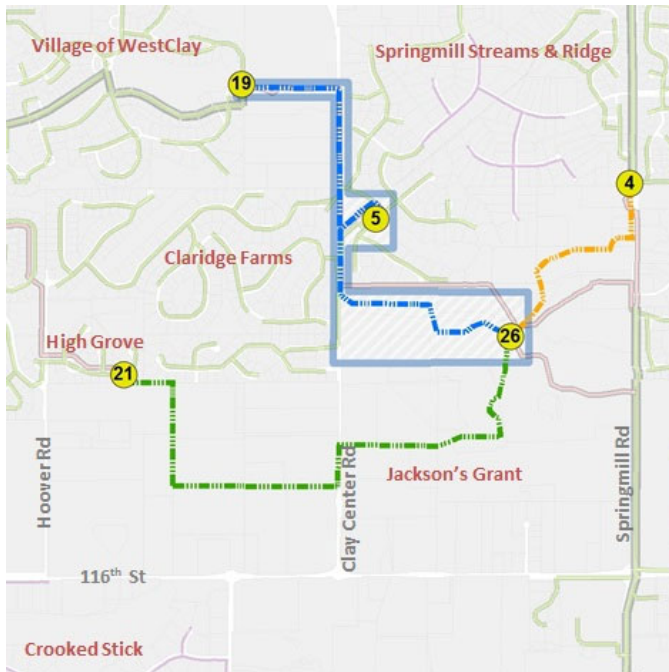 Village of WestClay
Springmill Streams & Ridge
19
4
5
Claridge Farms
High Grove
26
21
Hoover Rd
Clay Center Rd
Jackson's Grant
Springmill Rd
116th St
Crooked Stick